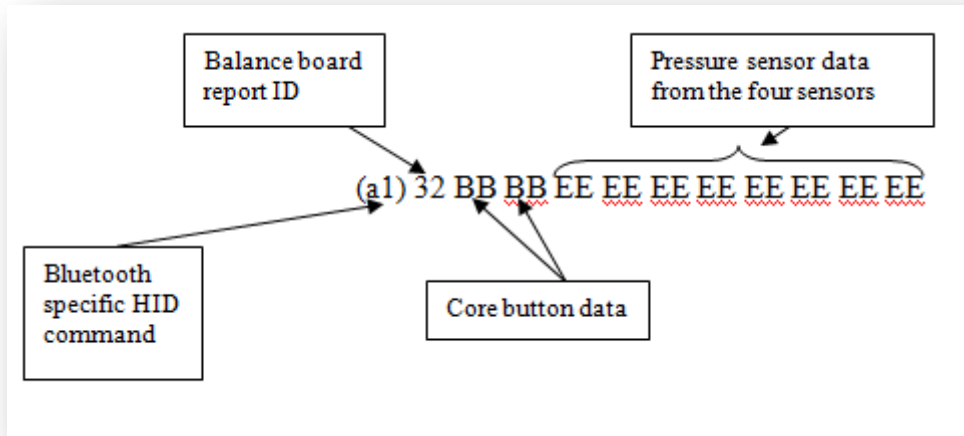 Balance board
report ID
Pressure sensor data
from the four sensors
(a1) 32 BB BB EE EE EE EE EE EE EE EE
Bluetooth
specific HID
command
Core button data